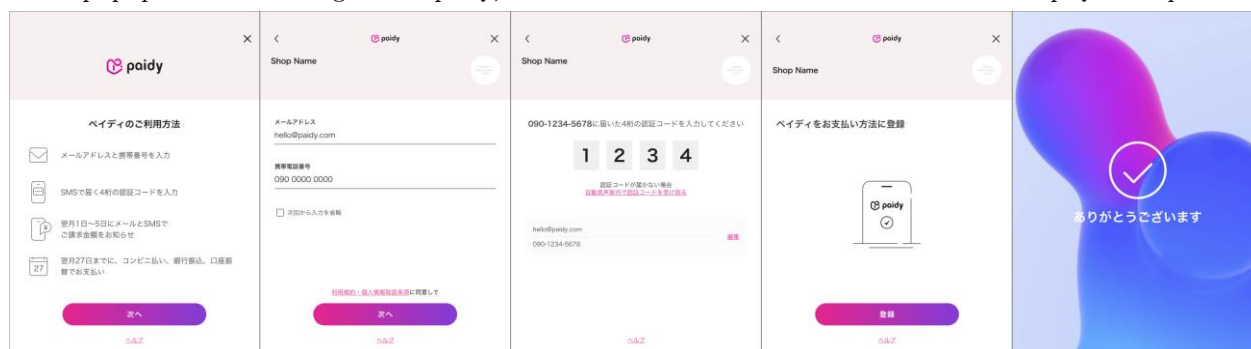 paidy
ペイディのご利用方法
メールアドレスと携帯番号を入力
SMSで届く4桁の認証コードを入力
翌月1日~5日にメールとSMSで
ご請求金額をお知らせ
27
翌月27日までに、コンビニ払い、銀行振込、口座振
替でお支払い
次へ
ヘルプ
paidy
Shop Name
メールアドレス
hello@paidy.com
携帯電話番号
090 0000 0000
次回から入力を省略
利用規約・個人情報取扱条項に同意して
次へ
ヘルプ
paidy
Shop Name
090-1234-5678に届いた4桁の認証コードを入力してください
1 2 3 4
認証コードが届かない場合
自動音声案内で認証コードを受け取る
hello@paidy.com
090-1234-5678
編集
ヘルプ
paidy
Shop Name
ペイディをお支払い方法に登録
paidy
登録
ヘルプ
ありがとうございます